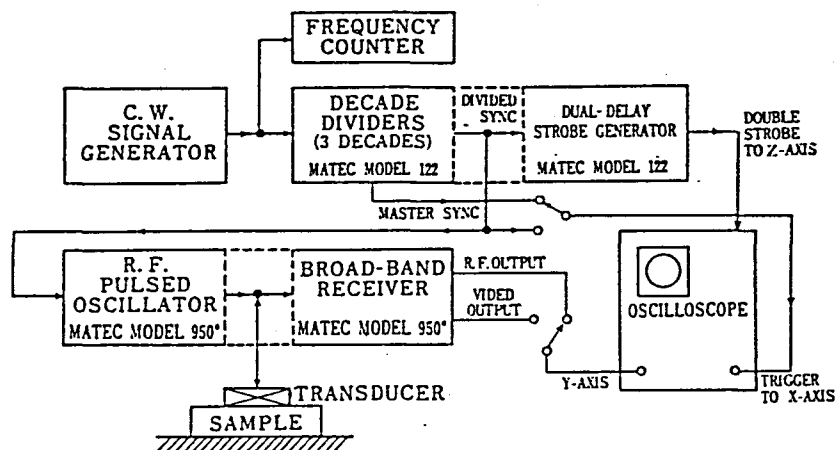 FREQUENCY
COUNTER
C. W.
SIGNAL
GENERATOR
DECADE
DIVIDERS
(3 DECADES)
MATEC MODEL 122
DIVIDED
SYNC
DUAL-DELAY
STROBE GENERATOR
MATEC MODEL 122
DOUBLE
STROBE
TO Z-AXIS
MASTER SYNC
R. F.
PULSED
OSCILLATOR
MATEC MODEL 950*
BROAD-BAND
RECEIVER
MATEC MODEL 950*
R.F. OUTPUT
VIDEO
OUTPUT
OSCILLOSCOPE
Y-AXIS
TRIGGER
TO X-AXIS
TRANSDUCER
SAMPLE